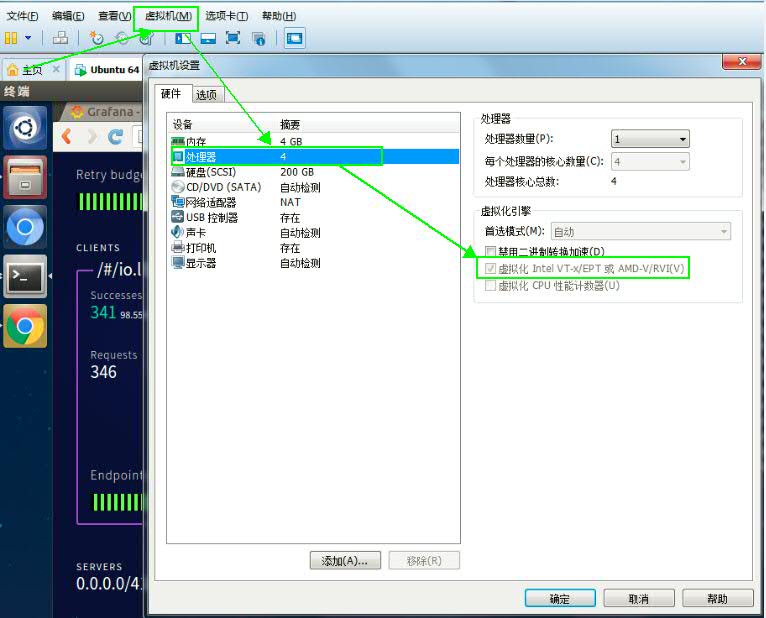 文件(F) 编辑(E) 查看(V) 虚拟机(M) 选项卡(T) 帮助(H)
主页 Ubuntu 64
终端
Grafana -
Retry budge
CLIENTS
/#/io.l
Successes
341 98.55
Requests
346
Endpoint
SERVERS
0.0.0.0/41
虚拟机设置
硬件 选项
设备 摘要
内存 4 GB
处理器 4
硬盘(SCSI) 200 GB
CD/DVD (SATA) 自动检测
网络适配器 NAT
USB 控制器 存在
声卡 自动检测
打印机 存在
显示器 自动检测
添加(A)... 移除(R)
处理器
处理器数量(P): 1
每个处理器的核心数量(C): 4
处理器核心总数: 4
虚拟化引擎
首选模式(M): 自动
禁用二进制转换加速(D)
虚拟化 Intel VT-x/EPT 或 AMD-V/RVI(V)
虚拟化 CPU 性能计数器(U)
确定 取消 帮助